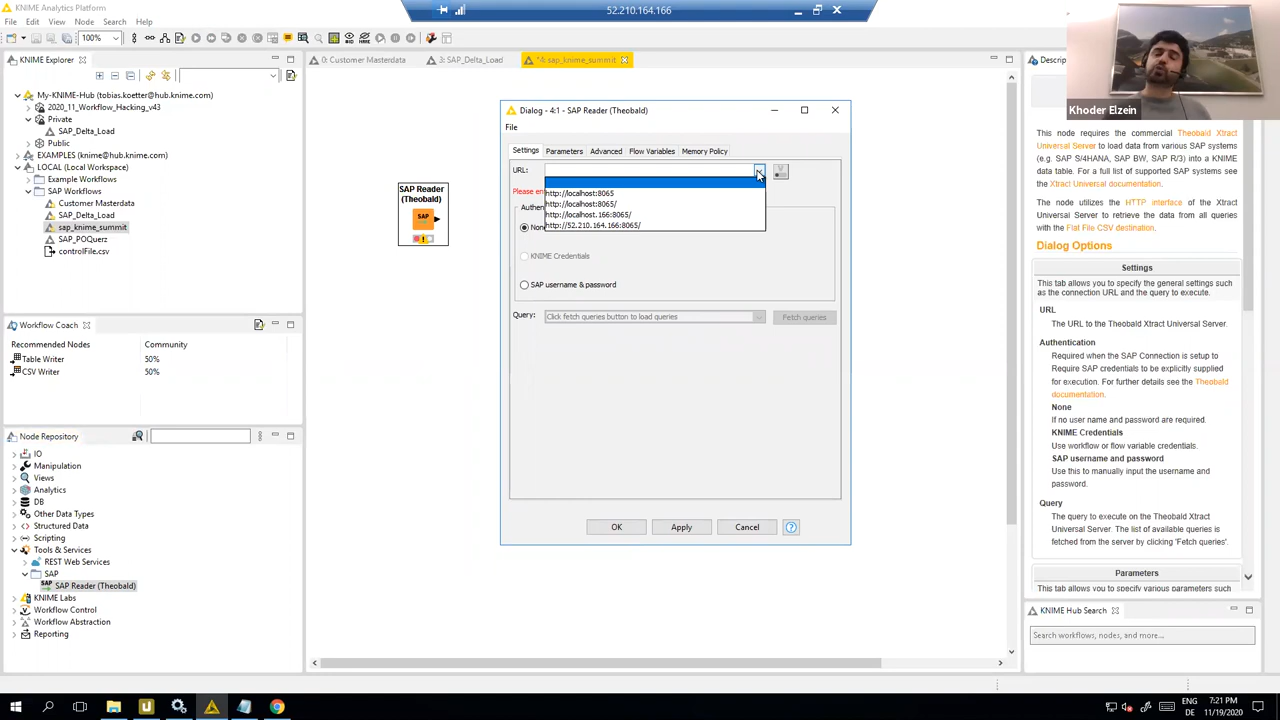 KNIME Analytics Platform
52.210.164.166
File Edit View Node Search Help
100%
KNIME Explorer
My-KNIME-Hub (tobias.koetter@hub.knime.com)
2020_11_Workflow_Hacking_v43
Private
SAP_Delta_Load
Public
EXAMPLES (knime@hub.knime.com)
LOCAL (Local Workspace)
Example Workflows
SAP Workflows
Customer Masterdata
SAP_Delta_Load
sap_knime_summit
SAP_POQuerz
controlFile.csv
Workflow Coach
Recommended Nodes Community
Table Writer 50%
CSV Writer 50%
Node Repository
IO
Manipulation
Views
Analytics
DB
Other Data Types
Structured Data
Scripting
Tools & Services
REST Web Services
SAP
SAP Reader (Theobald)
KNIME Labs
Workflow Control
Workflow Abstraction
Reporting
0: Customer Masterdata
3: SAP_Delta_Load
*4: sap_knime_summit
SAP Reader
(Theobald)
SAP
Dialog - 4:1 - SAP Reader (Theobald)
File
Settings Parameters Advanced Flow Variables Memory Policy
URL:
http://localhost:8065
http://localhost:8065/
http://localhost.166:8065/
http://52.210.164.166:8065/
Please en
Authen
None
KNIME Credentials
SAP username & password
Query: Click fetch queries button to load queries Fetch queries
OK Apply Cancel
Descrip
Khoder Elzein
This node requires the commercial Theobald Xtract
Universal Server to load data from various SAP systems
(e.g. SAP S/4HANA, SAP BW, SAP R/3) into a KNIME
data table. For a full list of supported SAP systems see
the Xtract Universal documentation.
The node utilizes the HTTP interface of the Xtract
Universal Server to retrieve the data from all queries
with the Flat File CSV destination.
Dialog Options
Settings
This tab allows you to specify the general settings such
as the connection URL and the query to execute.
URL
The URL to the Theobald Xtract Universal Server.
Authentication
Required when the SAP Connection is setup to
Require SAP credentials to be explicitly supplied
for execution. For further details see the Theobald
documentation.
None
If no user name and password are required.
KNIME Credentials
Use workflow or flow variable credentials.
SAP username and password
Use this to manually input the username and
password.
Query
The query to execute on the Theobald Xtract
Universal Server. The list of available queries is
fetched from the server by clicking 'Fetch queries'.
Parameters
This tab allows you to specify various parameters such
KNIME Hub Search
Search workflows, nodes, and more...
ENG 7:21 PM
DE 11/19/2020